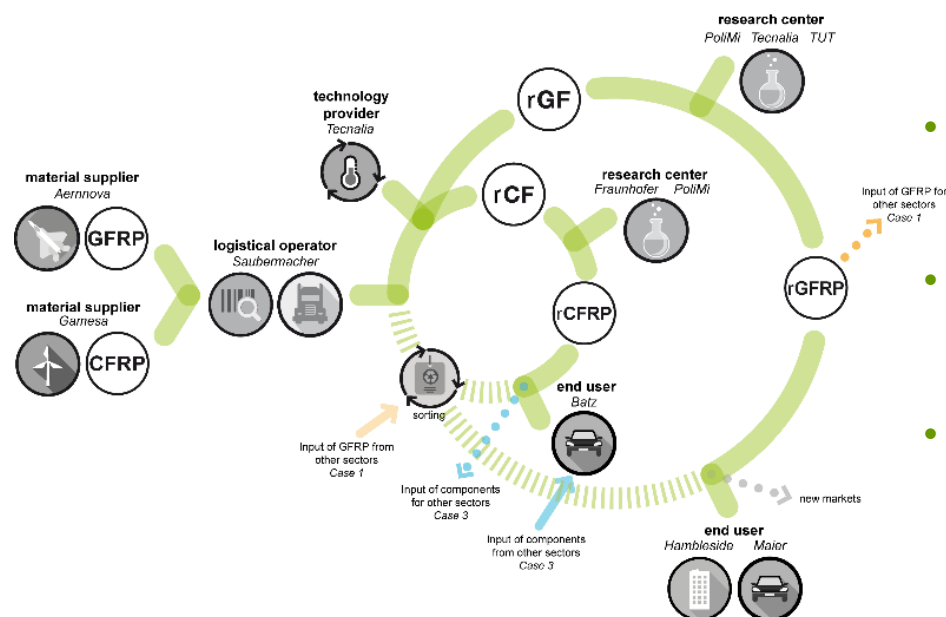 research center
PoliMi Tecnalia TUT
rGF
technology
provider
Tecnalia
material supplier
Aernnova
GFRP
rCF
research center
Fraunhofer PoliMi
Input of GFRP for
other sectors
Case 1
logistical operator
Saubermacher
rGFRP
material supplier
Gamesa
CFRP
rCFRP
sorting
end user
Batz
Input of GFRP from
other sectors
Case 1
Input of components
for other sectors
Case 3
Input of components
from other sectors
Case 3
new markets
end user
Hambleside Maier